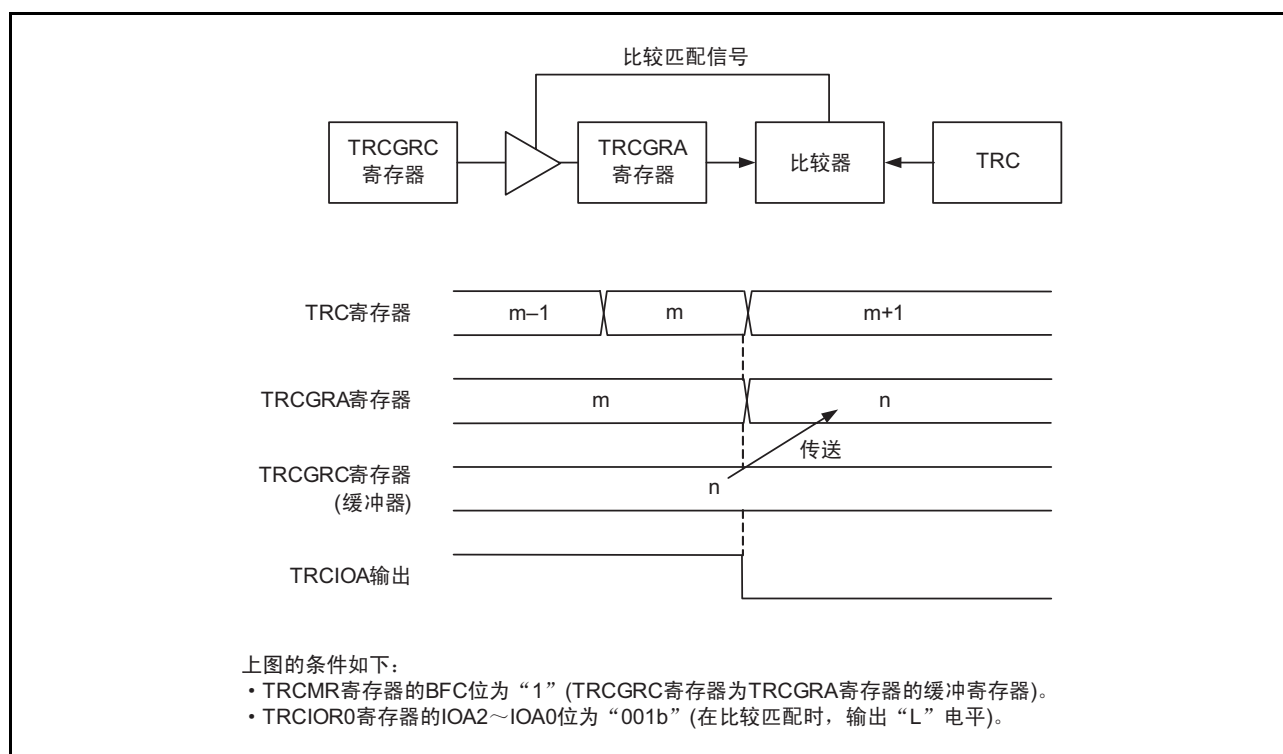 比较匹配信号
TRCGRC
寄存器
TRCGRA
寄存器
比较器
TRC
TRC寄存器
m–1
m
m+1
TRCGRA寄存器
m
n
传送
TRCGRC寄存器
(缓冲器)
n
TRCIOA输出
上图的条件如下：
• TRCMR寄存器的BFC位为“1”(TRCGRC寄存器为TRCGRA寄存器的缓冲寄存器)。
• TRCIOR0寄存器的IOA2～IOA0位为“001b”(在比较匹配时，输出“L”电平)。